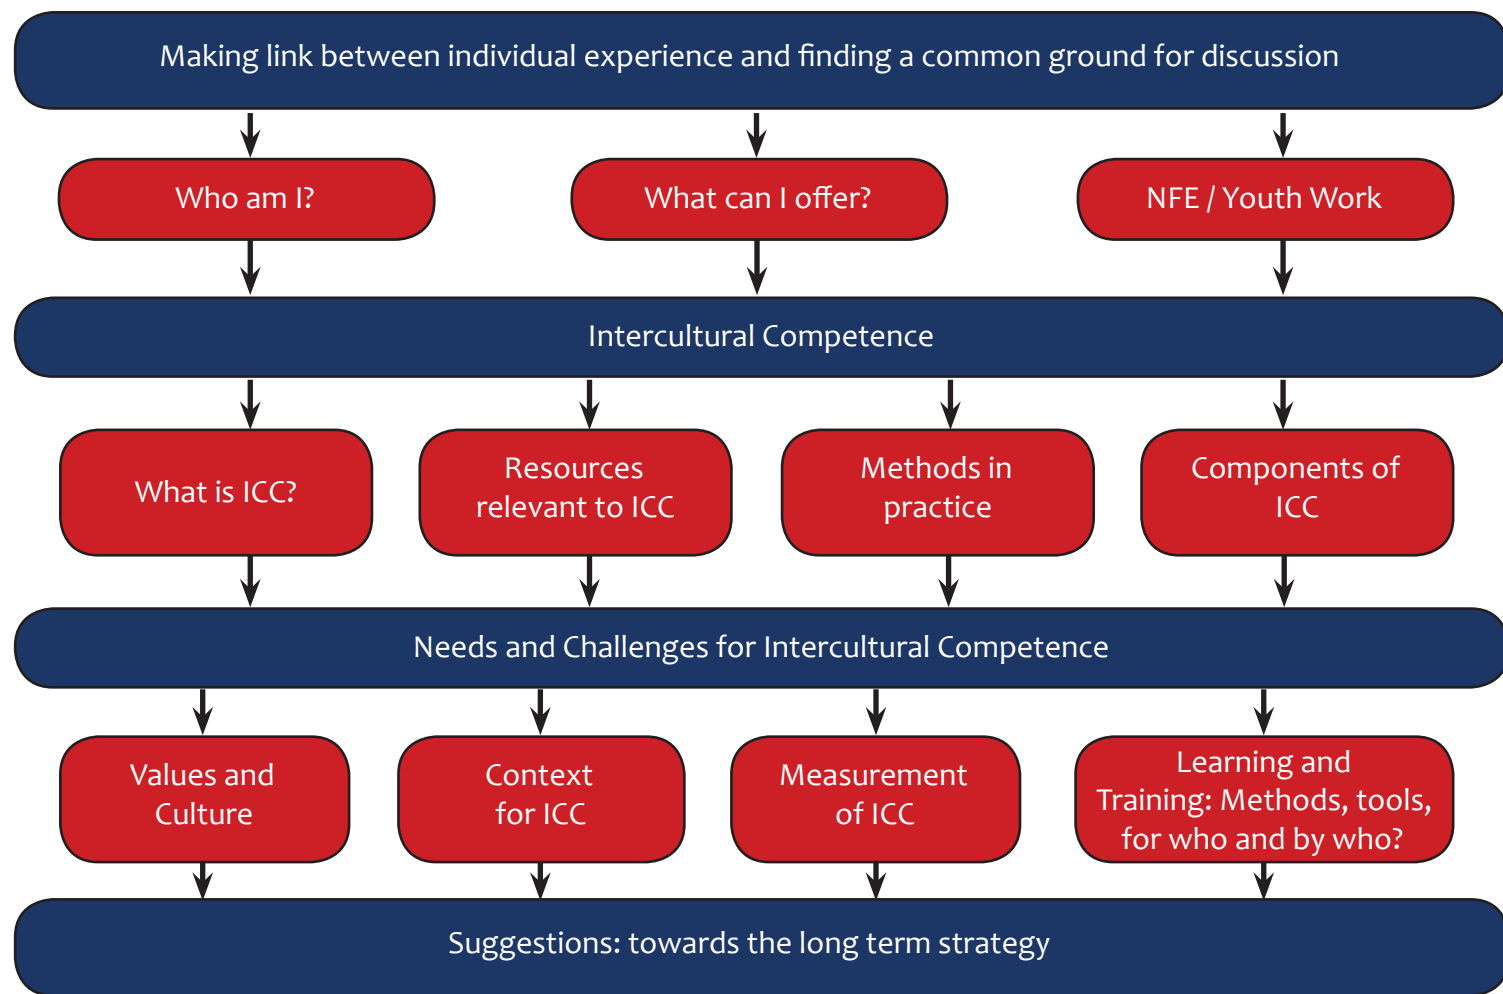 Making link between individual experience and finding a common ground for discussion
Who am I?
What can I offer?
NFE / Youth Work
Intercultural Competence
What is ICC?
Resources
relevant to ICC
Methods in
practice
Components of
ICC
Needs and Challenges for Intercultural Competence
Values and
Culture
Context
for ICC
Measurement
of ICC
Learning and
Training: Methods, tools,
for who and by who?
Suggestions: towards the long term strategy